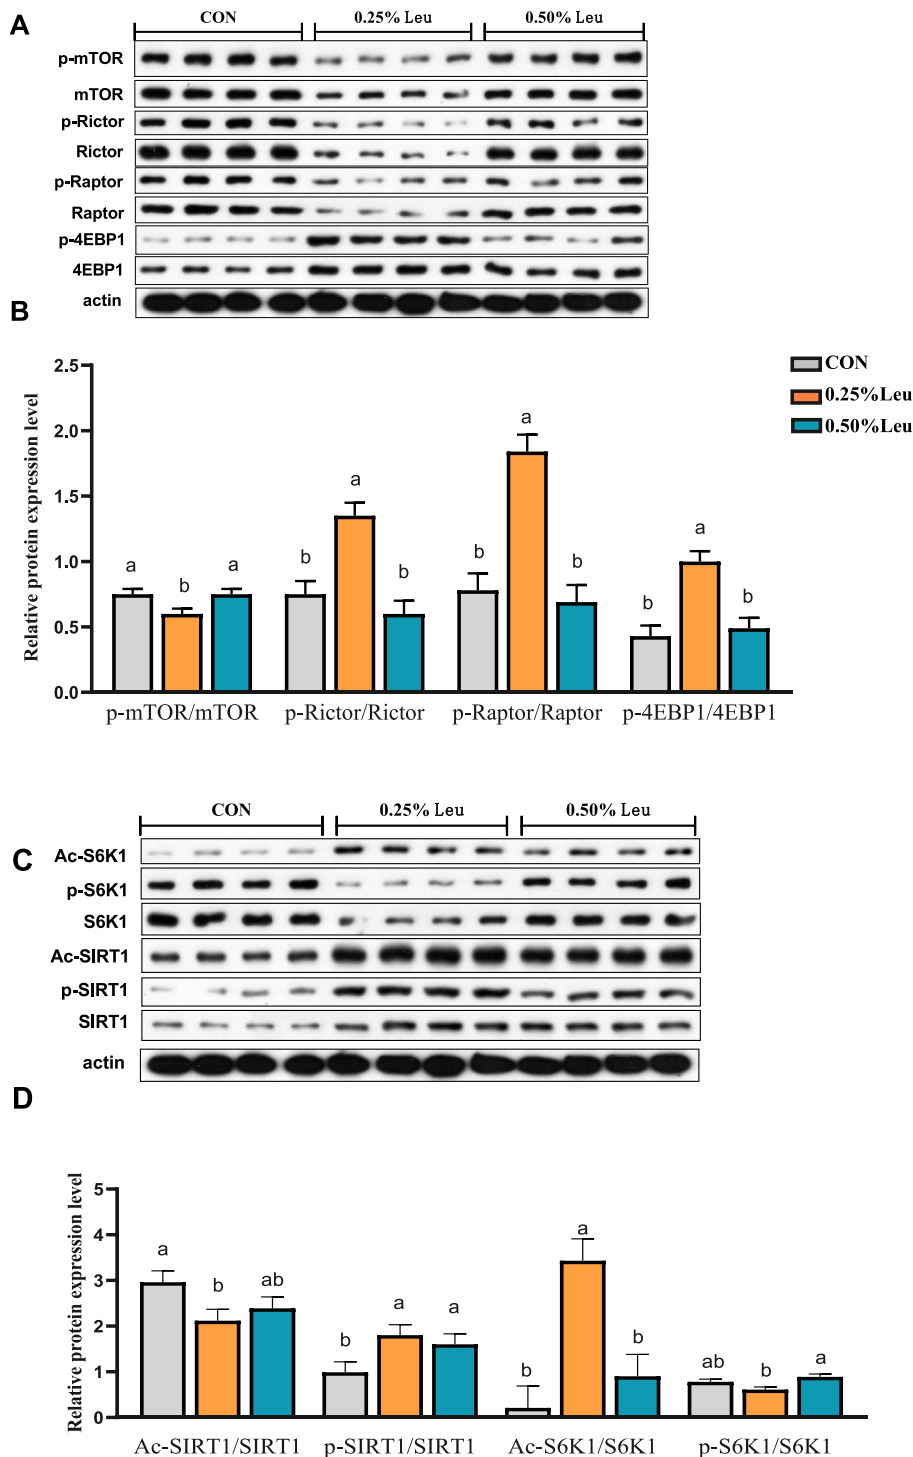 A
CON 0.25% Leu 0.50% Leu
p-mTOR
mTOR
p-Rictor
Rictor
p-Raptor
Raptor
p-4EBP1
4EBP1
actin
B
Relative protein expression level
2.5
2.0
1.5
1.0
0.5
0.0
a b a
b a b
b a b
b a b
p-mTOR/mTOR p-Rictor/Rictor p-Raptor/Raptor p-4EBP1/4EBP1
CON
0.25%Leu
0.50%Leu
C
CON 0.25% Leu 0.50% Leu
Ac-S6K1
p-S6K1
S6K1
Ac-SIRT1
p-SIRT1
SIRT1
actin
D
Relative protein expression level
5
4
3
2
1
0
a b ab
b a a
b a b
ab b a
Ac-SIRT1/SIRT1 p-SIRT1/SIRT1 Ac-S6K1/S6K1 p-S6K1/S6K1